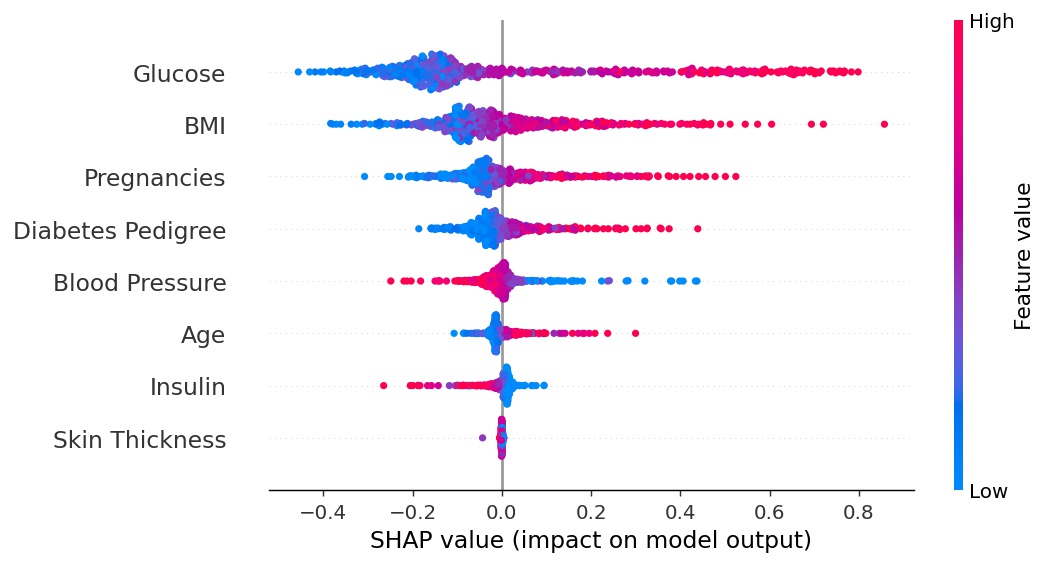 High
Glucose
BMI
Pregnancies
Diabetes Pedigree
Blood Pressure
Age
Insulin
Skin Thickness
Feature value
Low
−0.4 −0.2 0.0 0.2 0.4 0.6 0.8
SHAP value (impact on model output)